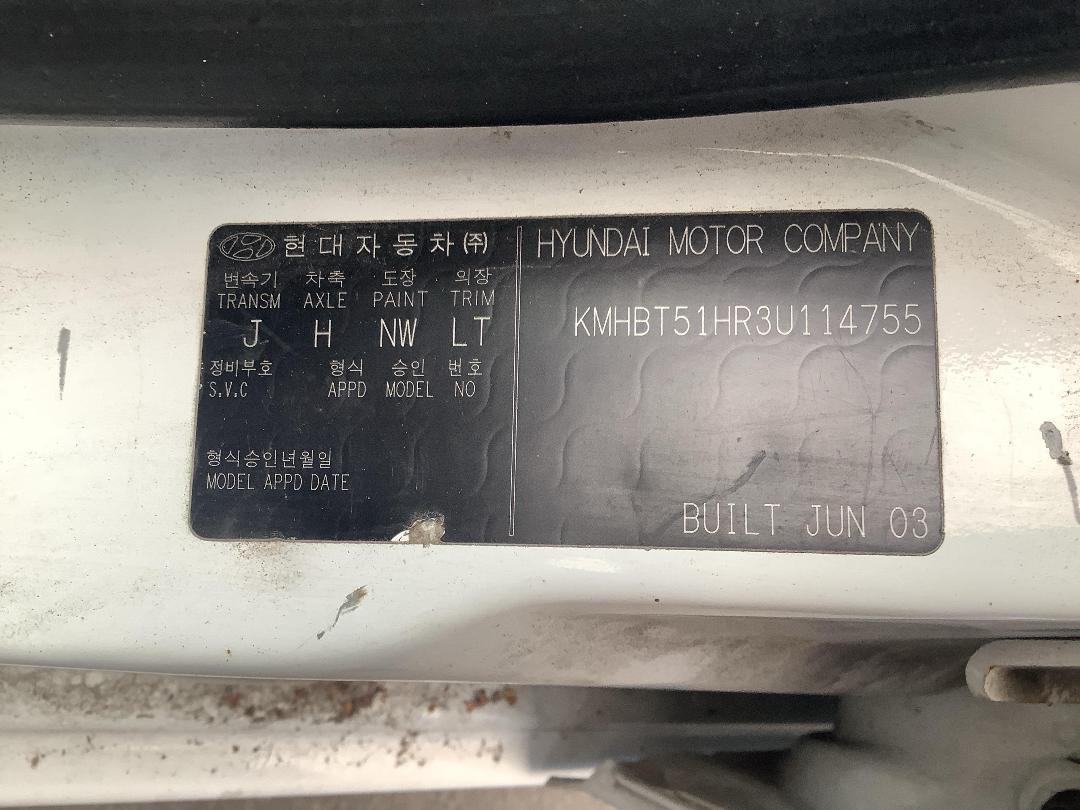 현대자동차(주)
변속기 차축 도장 의장
TRANSM AXLE PAINT TRIM
J H NW LT
정비부호 형식 승인 번호
S.V.C APPD MODEL NO
형식승인년월일
MODEL APPD DATE
HYUNDAI MOTOR COMPANY
KMHBT51HR3U114755
BUILT JUN 03